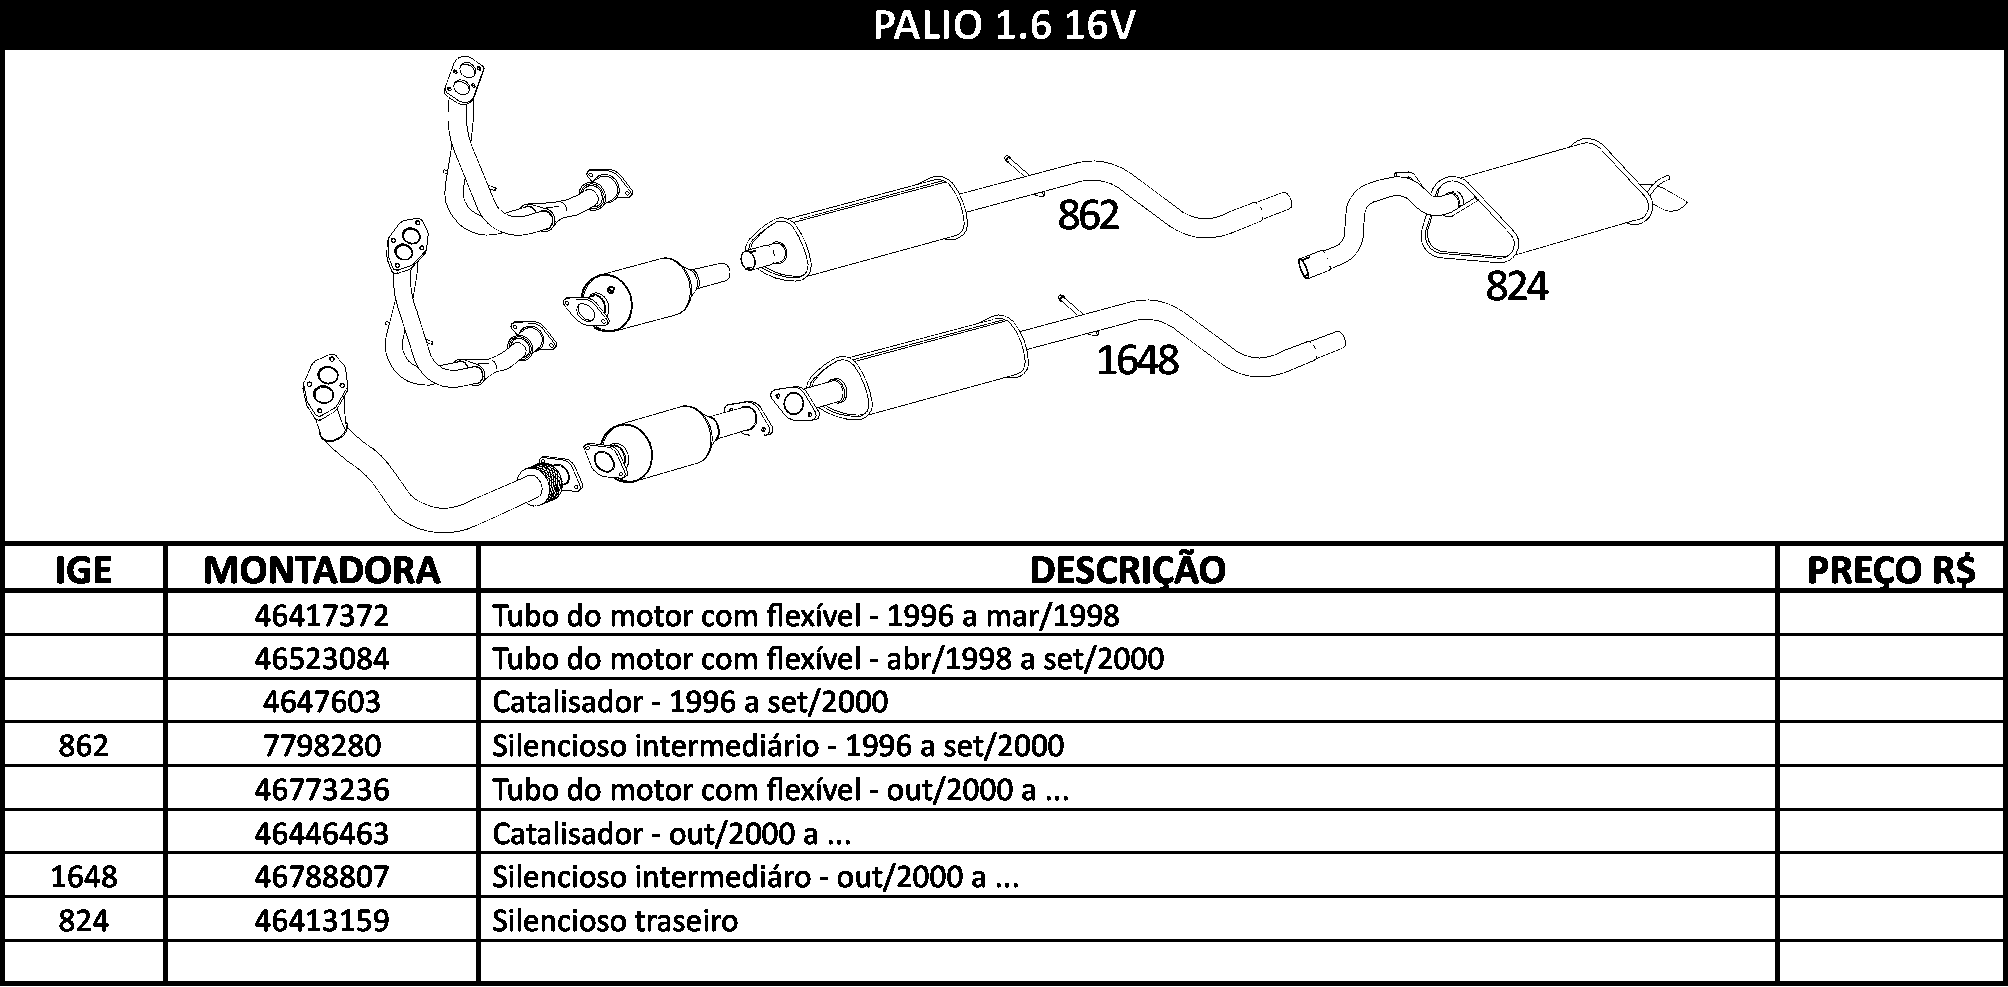 PALIO 1.6 16V
862
824
1648
IGE MONTADORA DESCRIÇÃO PREÇO R$
46417372 Tubo do motor com flexível - 1996 a mar/1998
46523084 Tubo do motor com flexível - abr/1998 a set/2000
4647603 Catalisador - 1996 a set/2000
862 7798280 Silencioso intermediário - 1996 a set/2000
46773236 Tubo do motor com flexível - out/2000 a ...
46446463 Catalisador - out/2000 a ...
1648 46788807 Silencioso intermediáro - out/2000 a ...
824 46413159 Silencioso traseiro